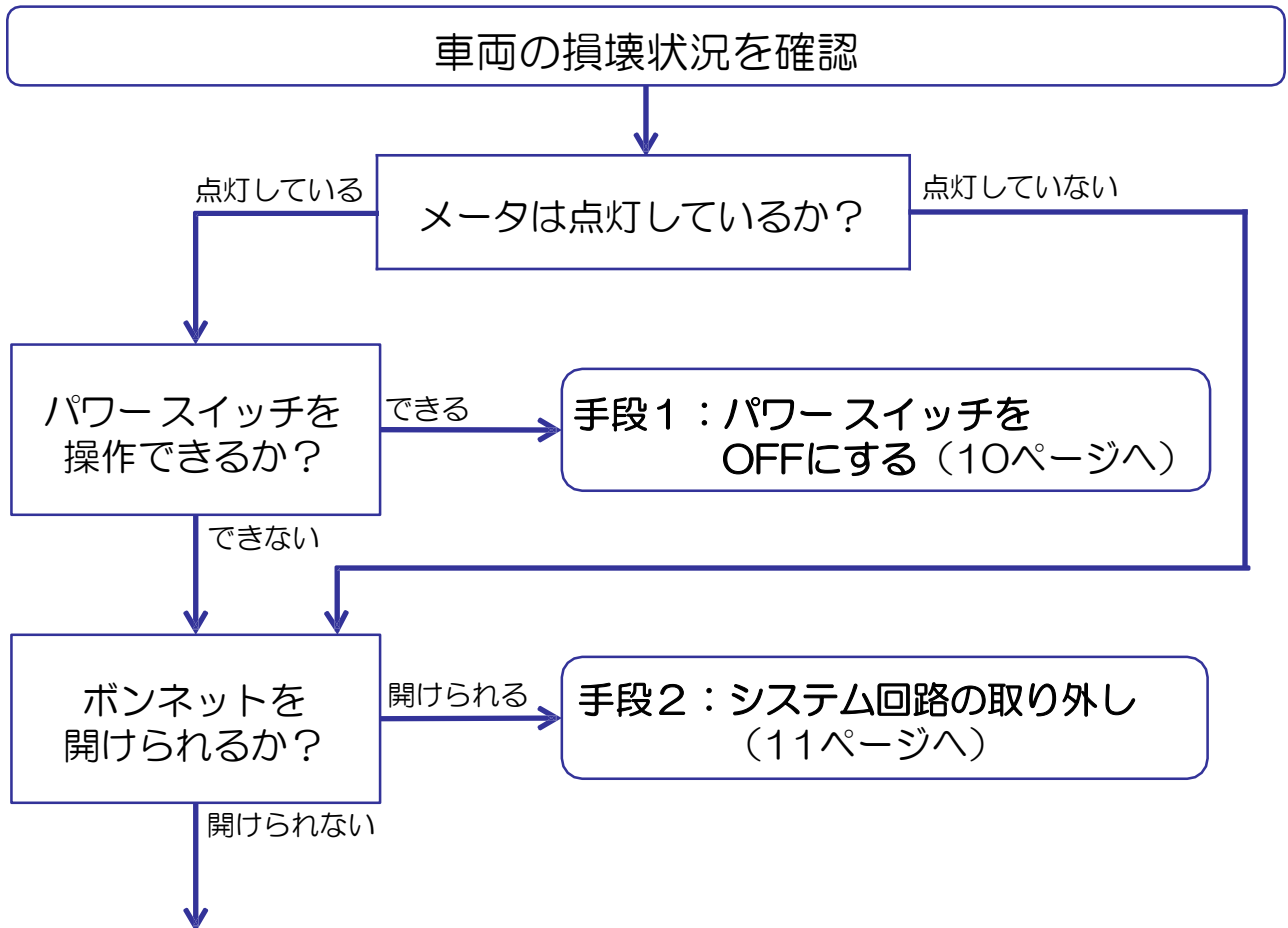 車両の損壊状況を確認
点灯している
点灯していない
メータは点灯しているか？
パワー スイッチを
操作できるか？
できる
手段１：パワー スイッチを
OFFにする（10ページへ）
できない
ボンネットを
開けられるか？
開けられる
手段２：システム回路の取り外し
（11ページへ）
開けられない